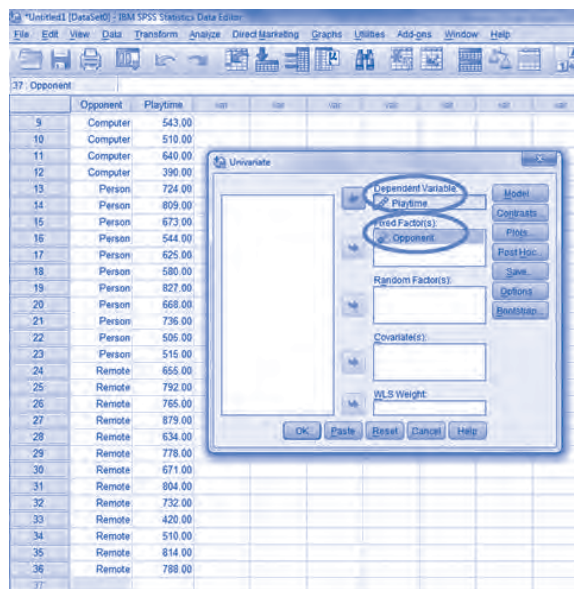 *Untitled1 [DataSet0] - IBM SPSS Statistics Data Editor
File Edit View Data Transform Analyze Direct Marketing Graphs Utilities Add-ons Window Help
37 : Opponent
Opponent Playtime var var var var var var var
9 Computer 543.00
10 Computer 510.00
11 Computer 640.00
12 Computer 390.00
13 Person 724.00
14 Person 809.00
15 Person 673.00
16 Person 544.00
17 Person 625.00
18 Person 580.00
19 Person 827.00
20 Person 668.00
21 Person 736.00
22 Person 505.00
23 Person 515.00
24 Remote 655.00
25 Remote 792.00
26 Remote 765.00
27 Remote 879.00
28 Remote 634.00
29 Remote 778.00
30 Remote 671.00
31 Remote 804.00
32 Remote 732.00
33 Remote 420.00
34 Remote 510.00
35 Remote 814.00
36 Remote 788.00
37
Univariate
Dependent Variable:
Playtime
Fixed Factor(s):
Opponent
Random Factor(s):
Covariate(s):
WLS Weight:
Model...
Contrasts...
Plots...
Post Hoc...
Save...
Options...
Bootstrap...
OK Paste Reset Cancel Help